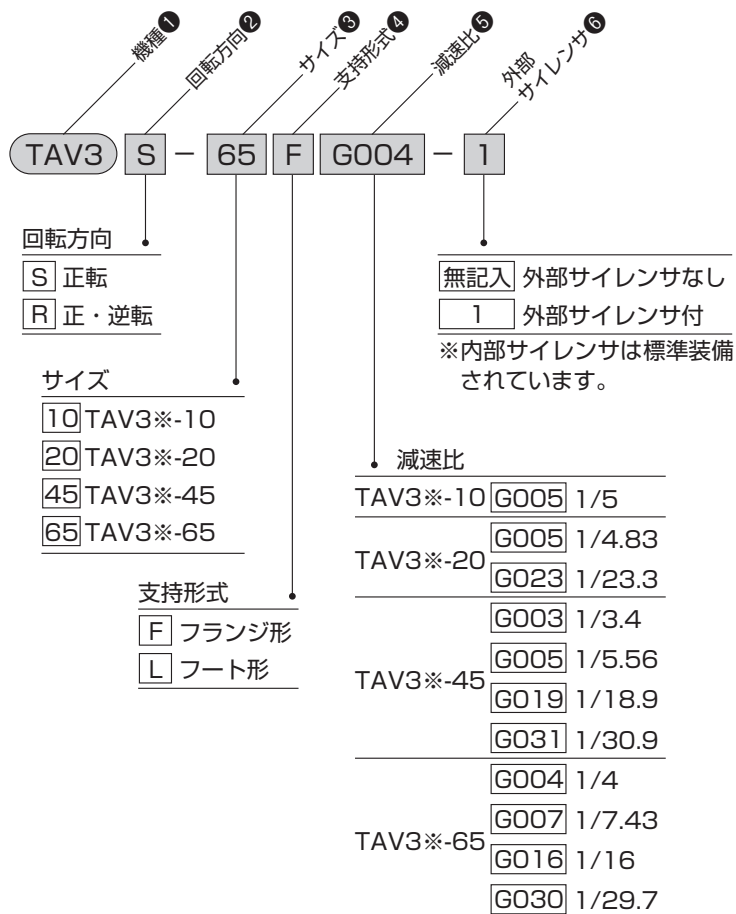 機種❶
回転方向❷
サイズ❸
支持形式❹
減速比❺
外部
サイレンサ❻
TAV3 S - 65 F G004 - 1
回転方向
S 正転
R 正・逆転
無記入 外部サイレンサなし
1 外部サイレンサ付
※内部サイレンサは標準装備
されています。
サイズ
10 TAV3※-10
20 TAV3※-20
45 TAV3※-45
65 TAV3※-65
支持形式
F フランジ形
L フート形
減速比
TAV3※-10 G005 1/5
TAV3※-20
G005 1/4.83
G023 1/23.3
TAV3※-45
G003 1/3.4
G005 1/5.56
G019 1/18.9
G031 1/30.9
TAV3※-65
G004 1/4
G007 1/7.43
G016 1/16
G030 1/29.7